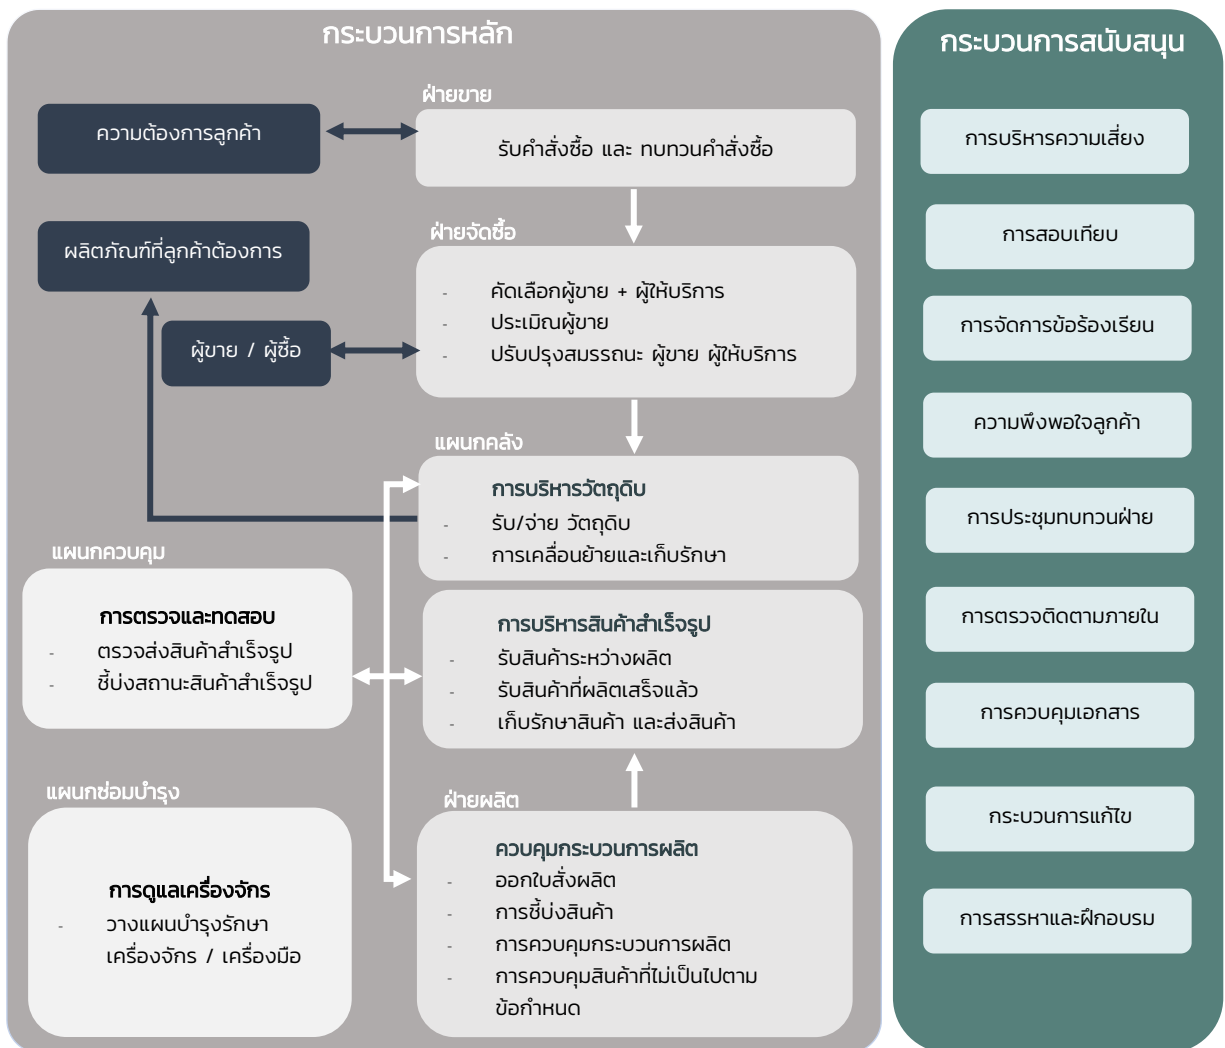 กระบวนการหลัก
ฝ่ายขาย
ความต้องการลูกค้า
รับคำสั่งซื้อ และ ทบทวนคำสั่งซื้อ
ฝ่ายจัดซื้อ
ผลิตภัณฑ์ที่ลูกค้าต้องการ
- คัดเลือกผู้ขาย + ผู้ให้บริการ
- ประเมิณผู้ขาย
- ปรับปรุงสมรรถนะ ผู้ขาย ผู้ให้บริการ
ผู้ขาย / ผู้ซื้อ
แผนกคลัง
การบริหารวัตถุดิบ
- รับ/จ่าย วัตถุดิบ
- การเคลื่อนย้ายและเก็บรักษา
แผนกควบคุม
การตรวจและทดสอบ
- ตรวจส่งสินค้าสำเร็จรูป
- ชี้บ่งสถานะสินค้าสำเร็จรูป
การบริหารสินค้าสำเร็จรูป
- รับสินค้าระหว่างผลิต
- รับสินค้าที่ผลิตเสร็จแล้ว
- เก็บรักษาสินค้า และส่งสินค้า
แผนกซ่อมบำรุง
การดูแลเครื่องจักร
- วางแผนบำรุงรักษา
เครื่องจักร / เครื่องมือ
ฝ่ายผลิต
ควบคุมกระบวนการผลิต
- ออกใบสั่งผลิต
- การชี้บ่งสินค้า
- การควบคุมกระบวนการผลิต
- การควบคุมสินค้าที่ไม่เป็นไปตาม
ข้อกำหนด
กระบวนการสนับสนุน
การบริหารความเสี่ยง
การสอบเทียบ
การจัดการข้อร้องเรียน
ความพึงพอใจลูกค้า
การประชุมทบทวนฝ่าย
การตรวจติดตามภายใน
การควบคุมเอกสาร
กระบวนการแก้ไข
การสรรหาและฝึกอบรม